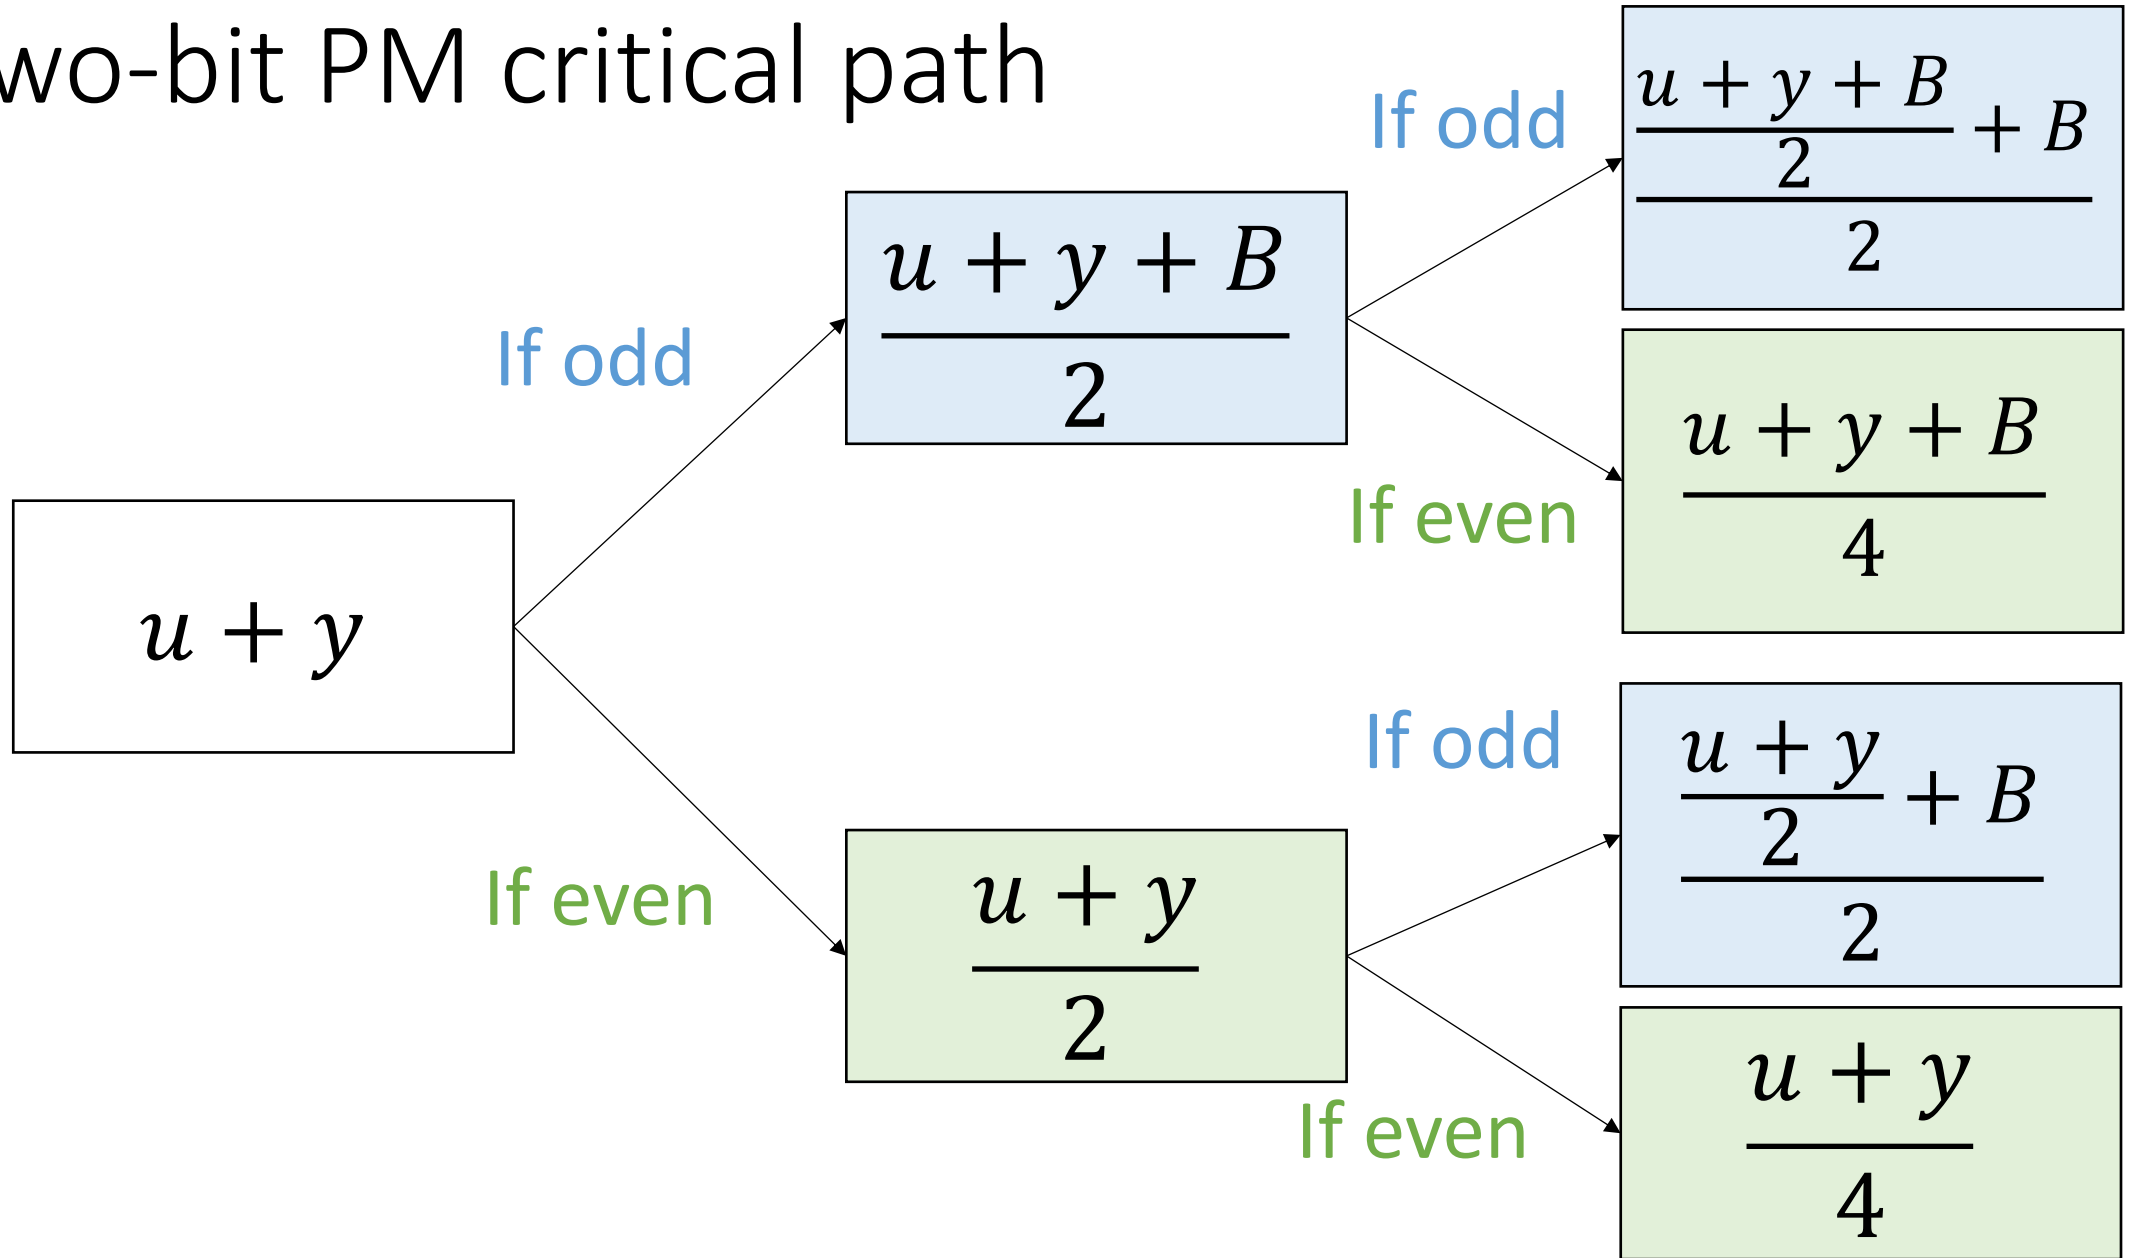 wo-bit PM critical path
If odd
u + y + B
2
+ B
2
u + y + B
2
If odd
If even
u + y + B
4
u + y
If odd
u + y
2
+ B
2
If even
u + y
2
If even
u + y
4